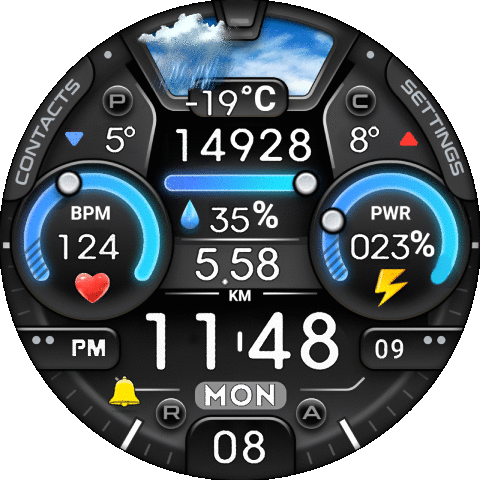 -19°C
CONTACTS
SETTINGS
P
C
5°
14928
8°
BPM
35%
PWR
124
023%
5.58
KM
PM
11:48
09
MON
R
A
08